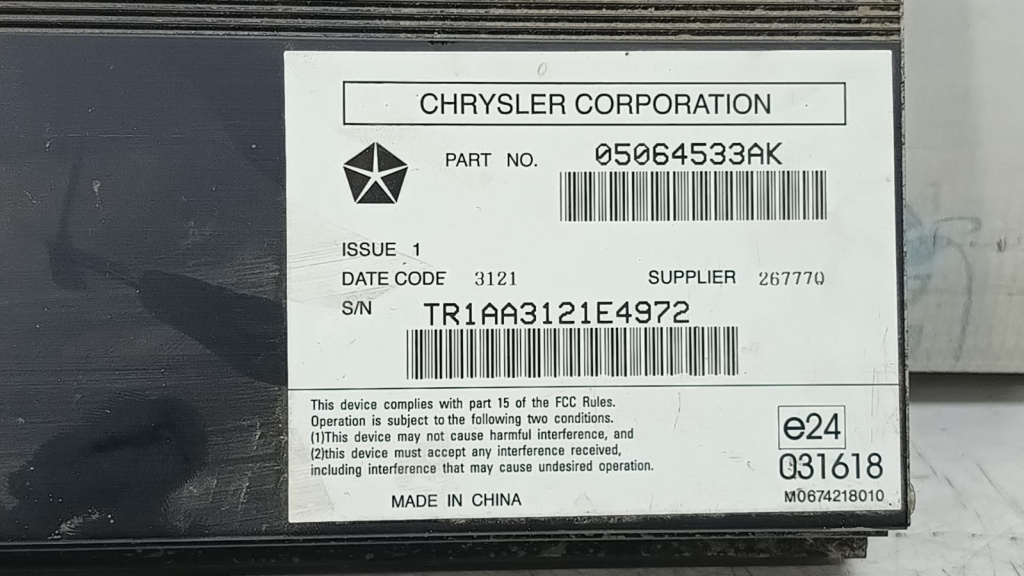 CHRYSLER CORPORATION
PART NO. 05064533AK
ISSUE 1
DATE CODE 3121 SUPPLIER 26777Q
S/N TR1AA3121E4972
This device complies with part 15 of the FCC Rules.
Operation is subject to the following two conditions.
(1)This device may not cause harmful interference, and
(2)this device must accept any interference received,
including interference that may cause undesired operation.
e24
031618
MADE IN CHINA
M0674218010